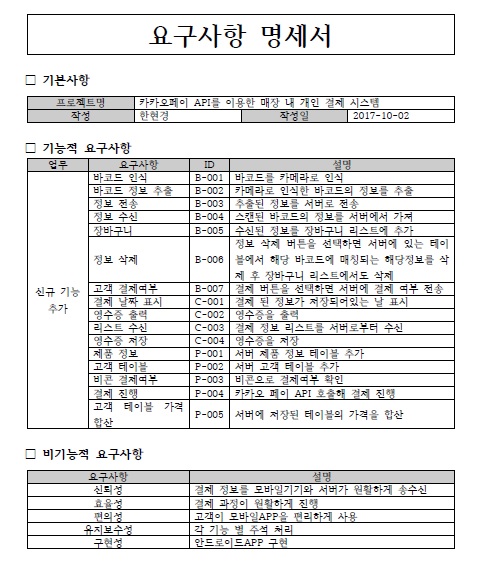 요구사항 명세서
□ 기본사항
프로젝트명 카카오페이 API를 이용한 매장 내 개인 결제 시스템
작성 한현경 작성일 2017-10-02
□ 기능적 요구사항
업무 요구사항 ID 설명
신규 기능
추가
바코드 인식 B-001 바코드를 카메라로 인식
바코드 정보 추출 B-002 카메라로 인식한 바코드의 정보를 추출
정보 전송 B-003 추출된 정보를 서버로 전송
정보 수신 B-004 스캔된 바코드의 정보를 서버에서 가져
장바구니 B-005 수신된 정보를 장바구니 리스트에 추가
정보 삭제 B-006 정보 삭제 버튼을 선택하면 서버에 있는 테이
블에서 해당 바코드에 매칭되는 해당정보를 삭
제 후 장바구니 리스트에서도 삭제
고객 결제여부 B-007 결제 버튼을 선택하면 서버에 결제 여부 전송
결제 날짜 표시 C-001 결제 된 정보가 저장되어있는 날 표시
영수증 출력 C-002 영수증을 출력
리스트 수신 C-003 결제 정보 리스트를 서버로부터 수신
영수증 저장 C-004 영수증을 저장
제품 정보 P-001 서버 제품 정보 테이블 추가
고객 테이블 P-002 서버 고객 테이블 추가
비콘 결제여부 P-003 비콘으로 결제여부 확인
결제 진행 P-004 카카오 페이 API 호출해 결제 진행
고객 테이블 가격
합산 P-005 서버에 저장된 테이블의 가격을 합산
□ 비기능적 요구사항
요구사항 설명
신뢰성 결제 정보를 모바일기기와 서버가 원활하게 송수신
효율성 결제 과정이 원활하게 진행
편의성 고객이 모바일APP을 편리하게 사용
유지보수성 각 기능 별 주석 처리
구현성 안드로이드APP 구현